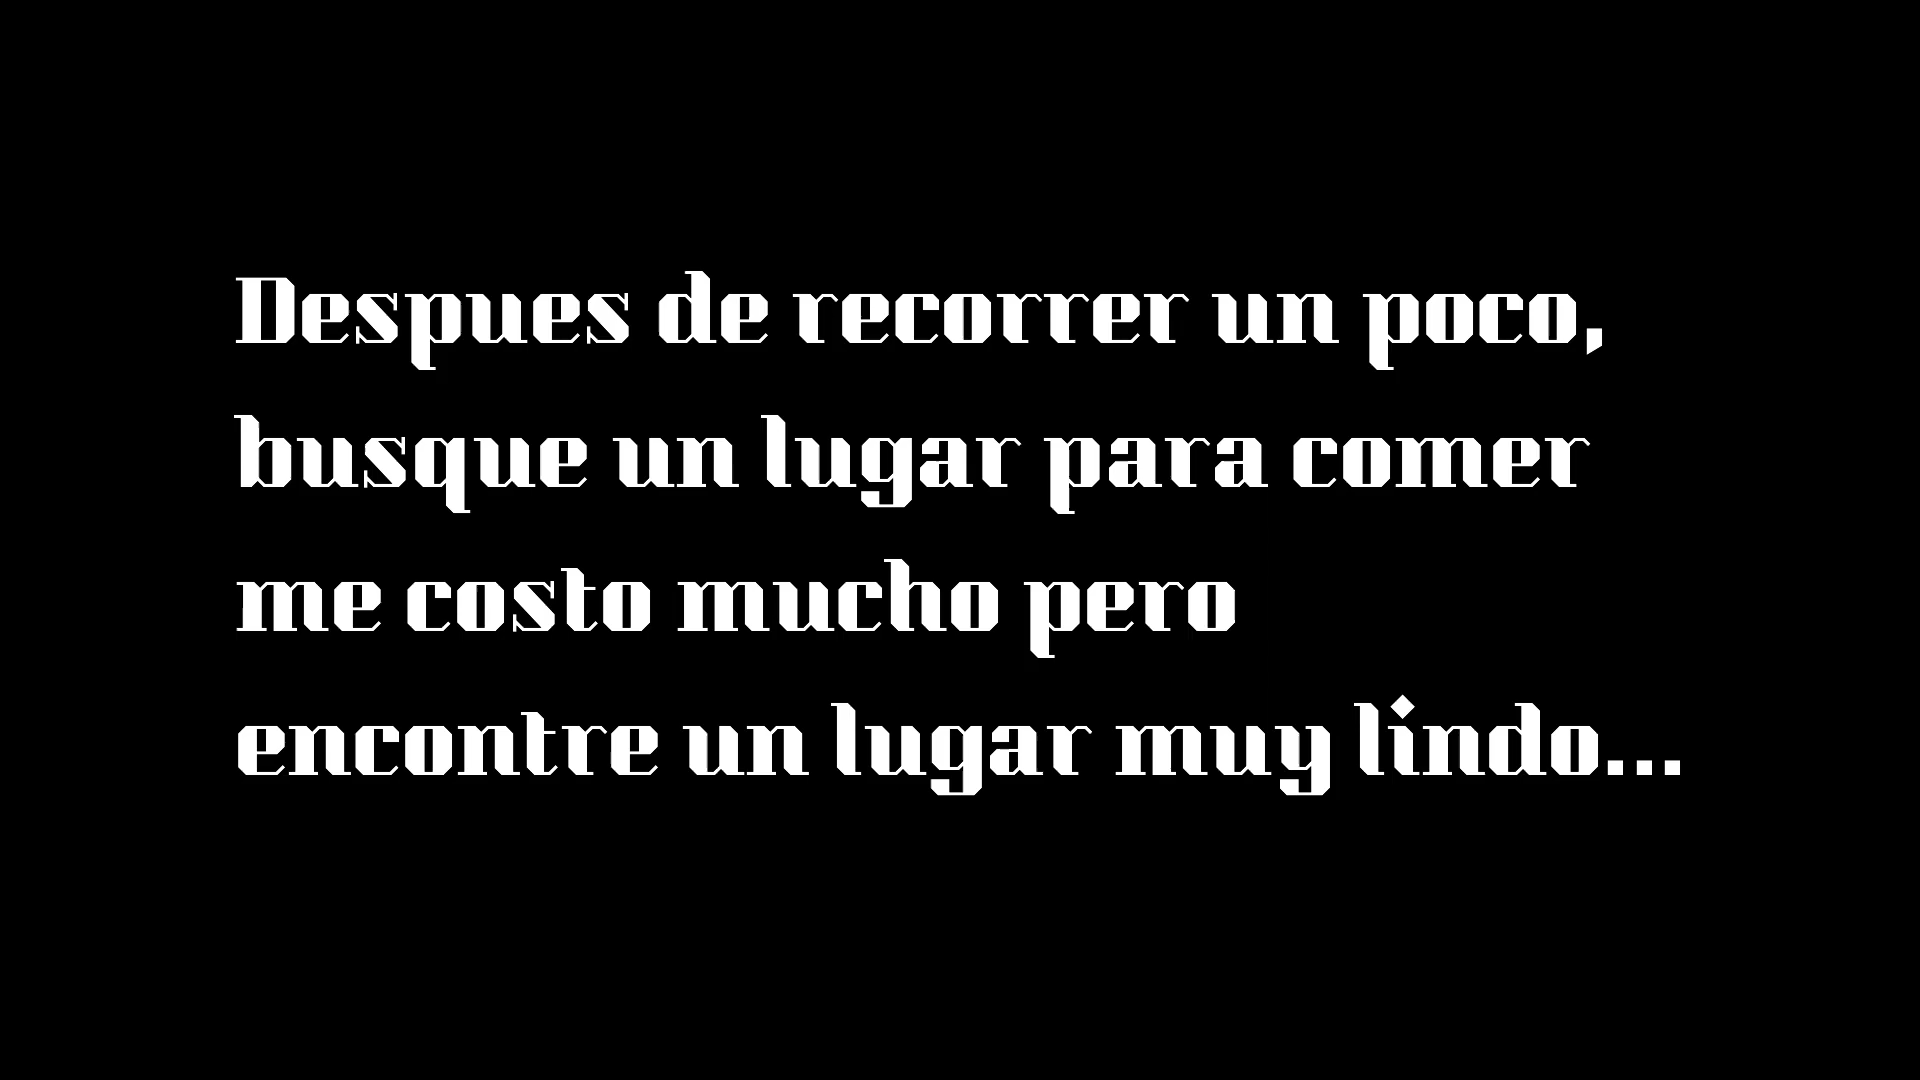 Despues de recorrer un poco,
busque un lugar para comer
me costo mucho pero
encontre un lugar muy lindo...